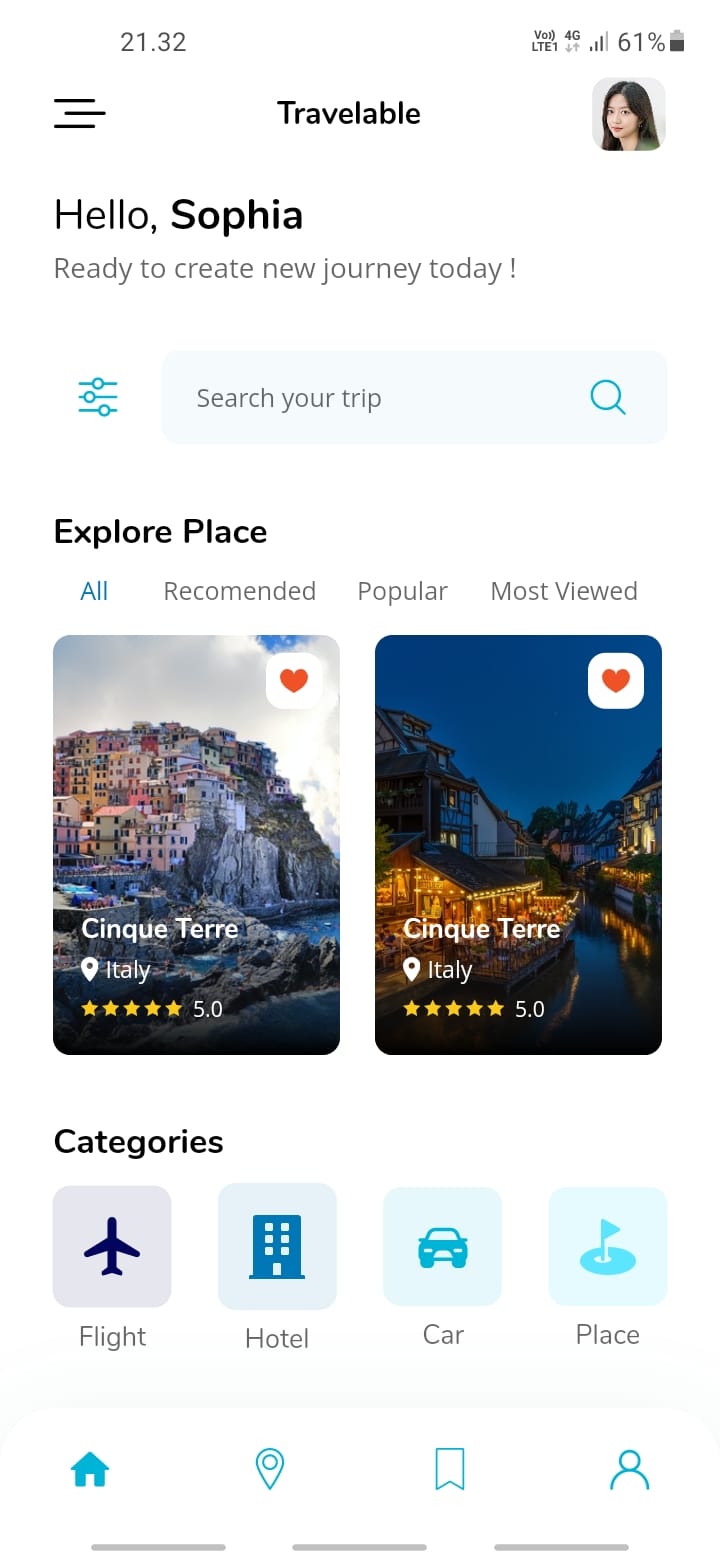 21.32
Vo)) 4G 61%
LTE1
Travelable
Hello, Sophia
Ready to create new journey today !
Search your trip
Explore Place
All Recomended Popular Most Viewed
Cinque Terre
Italy
5.0
Cinque Terre
Italy
5.0
Categories
Flight Hotel Car Place